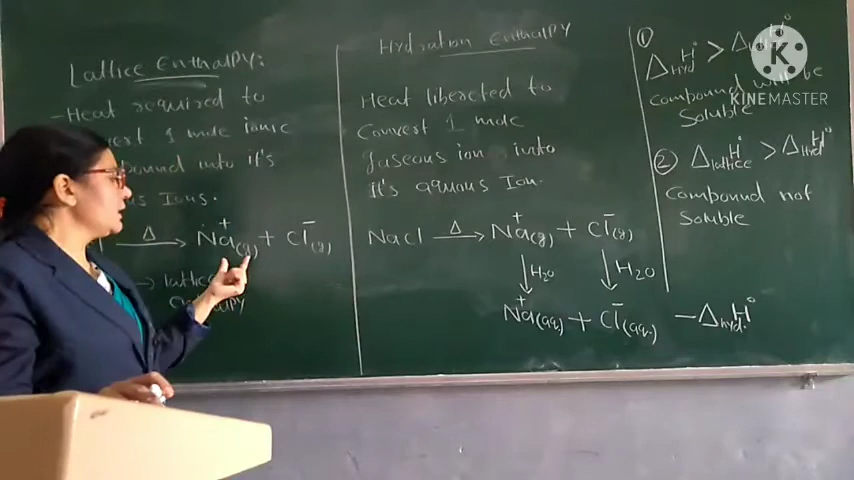 Lattice EnthalPY:
- Heat required to
1 mole ionic
into it's
Ions.
Δ→ Na+(g) + Cl-(g)
→ lattice
EnthalPY
Hydration EnthalPY
Heat liberected to
Convert 1 mole
gaseous ion into
it's aquous Ion.
NaCl Δ→ Na+(g) + Cl-(g)
↓H2O ↓H2O
Na+(aq) + Cl-(aq.) -ΔhydH°
① ΔHydH° >
Compound will be
Soluble
② ΔlatticeH° > ΔHydH°
Compound not
Soluble
K
KINEMASTER